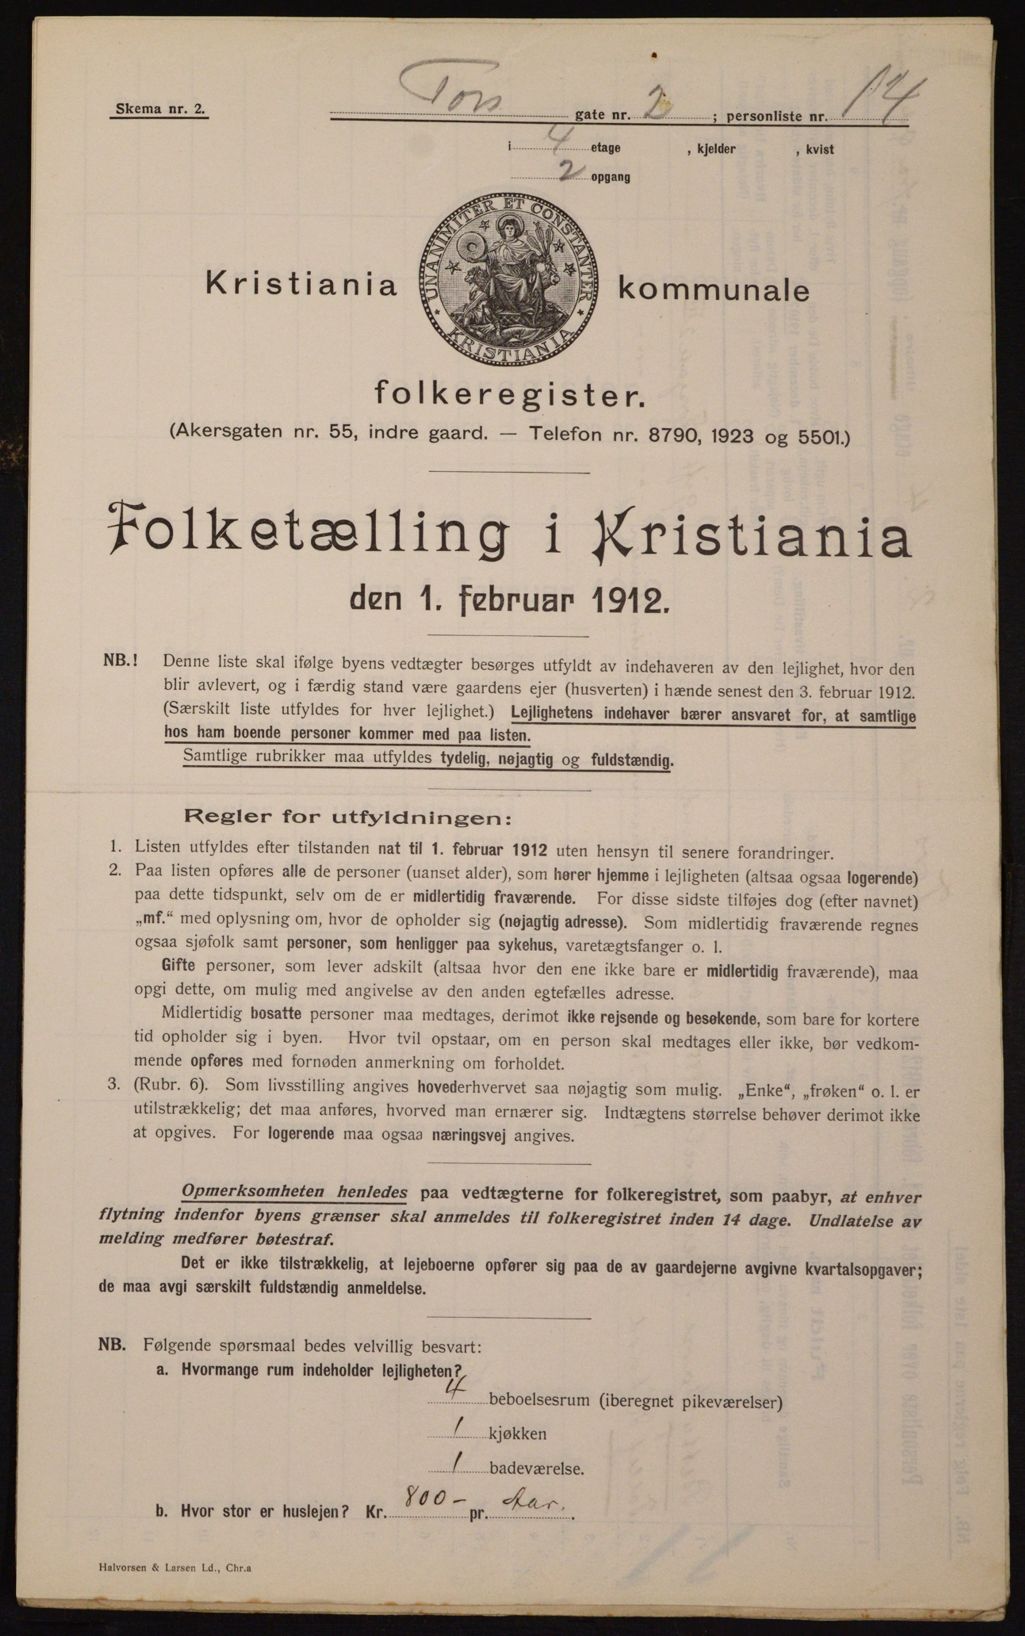 Skema nr. 2.
Tors gate nr. 2 ; personliste nr. 14
i 4 etage , kjelder , kvist
2 opgang
UNANIMITER ET CONSTANTER
KRISTIANIA
Kristiania kommunale
folkeregister.
(Akersgaten nr. 55, indre gaard. — Telefon nr. 8790, 1923 og 5501.)
Folketælling i Kristiania
den 1. februar 1912.
NB.! Denne liste skal ifølge byens vedtægter besørges utfyldt av indehaveren av den lejlighet, hvor den
blir avlevert, og i færdig stand være gaardens ejer (husverten) i hænde senest den 3. februar 1912.
(Særskilt liste utfyldes for hver lejlighet.) Lejlighetens indehaver bærer ansvaret for, at samtlige
hos ham boende personer kommer med paa listen.
Samtlige rubrikker maa utfyldes tydelig, nøjagtig og fuldstændig.
Regler for utfyldningen:
1. Listen utfyldes efter tilstanden nat til 1. februar 1912 uten hensyn til senere forandringer.
2. Paa listen opføres alle de personer (uanset alder), som hører hjemme i lejligheten (altsaa ogsaa logerende)
paa dette tidspunkt, selv om de er midlertidig fraværende. For disse sidste tilføjes dog (efter navnet)
„mf.“ med oplysning om, hvor de opholder sig (nøjagtig adresse). Som midlertidig fraværende regnes
ogsaa sjøfolk samt personer, som henligger paa sykehus, varetægtsfanger o. l.
Gifte personer, som lever adskilt (altsaa hvor den ene ikke bare er midlertidig fraværende), maa
opgi dette, om mulig med angivelse av den anden egtefælles adresse.
Midlertidig bosatte personer maa medtages, derimot ikke rejsende og besøkende, som bare for kortere
tid opholder sig i byen. Hvor tvil opstaar, om en person skal medtages eller ikke, bør vedkom-
mende opføres med fornøden anmerkning om forholdet.
3. (Rubr. 6). Som livsstilling angives hovederhvervet saa nøjagtig som mulig. „Enke“, „frøken“ o. l. er
utilstrækkelig; det maa anføres, hvorved man ernærer sig. Indtægtens størrelse behøver derimot ikke
at opgives. For logerende maa ogsaa næringsvej angives.
Opmerksomheten henledes paa vedtægterne for folkeregistret, som paabyr, at enhver
flytning indenfor byens grænser skal anmeldes til folkeregistret inden 14 dage. Undlatelse av
melding medfører bøtestraf.
Det er ikke tilstrækkelig, at lejeboerne opfører sig paa de av gaardejerne avgivne kvartalsopgaver;
de maa avgi særskilt fuldstændig anmeldelse.
NB. Følgende spørsmaal bedes velvillig besvart:
a. Hvormange rum indeholder lejligheten?
4 beboelsesrum (iberegnet pikeværelser)
1 kjøkken
1 badeværelse.
b. Hvor stor er huslejen? Kr. 800- pr. Aar.
Halvorsen & Larsen Ld., Chr.a